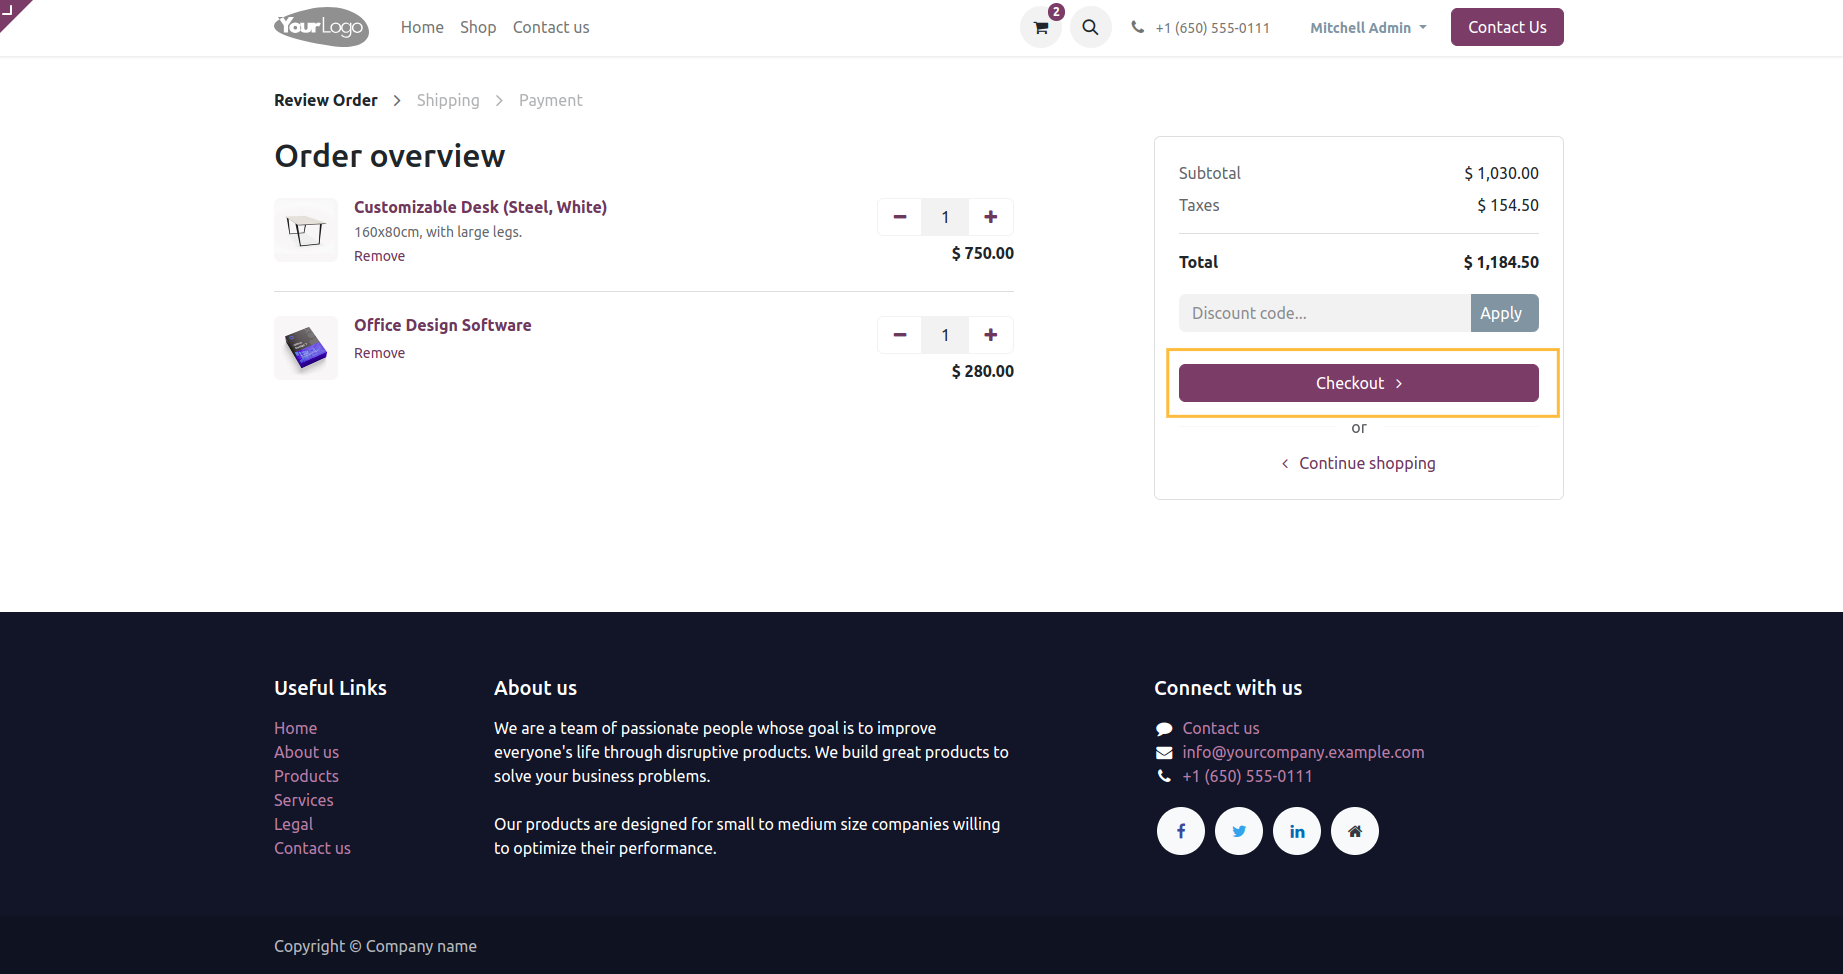 YourLogo
Home Shop Contact us
2
+1 (650) 555-0111
Mitchell Admin
Contact Us
Review Order > Shipping > Payment
Order overview
Customizable Desk (Steel, White)
160x80cm, with large legs.
Remove
1
$ 750.00
Office Design Software
Remove
1
$ 280.00
Subtotal $ 1,030.00
Taxes $ 154.50
Total $ 1,184.50
Discount code... Apply
Checkout >
or
< Continue shopping
Useful Links
Home
About us
Products
Services
Legal
Contact us
About us
We are a team of passionate people whose goal is to improve
everyone's life through disruptive products. We build great products to
solve your business problems.
Our products are designed for small to medium size companies willing
to optimize their performance.
Connect with us
Contact us
info@yourcompany.example.com
+1 (650) 555-0111
Copyright © Company name